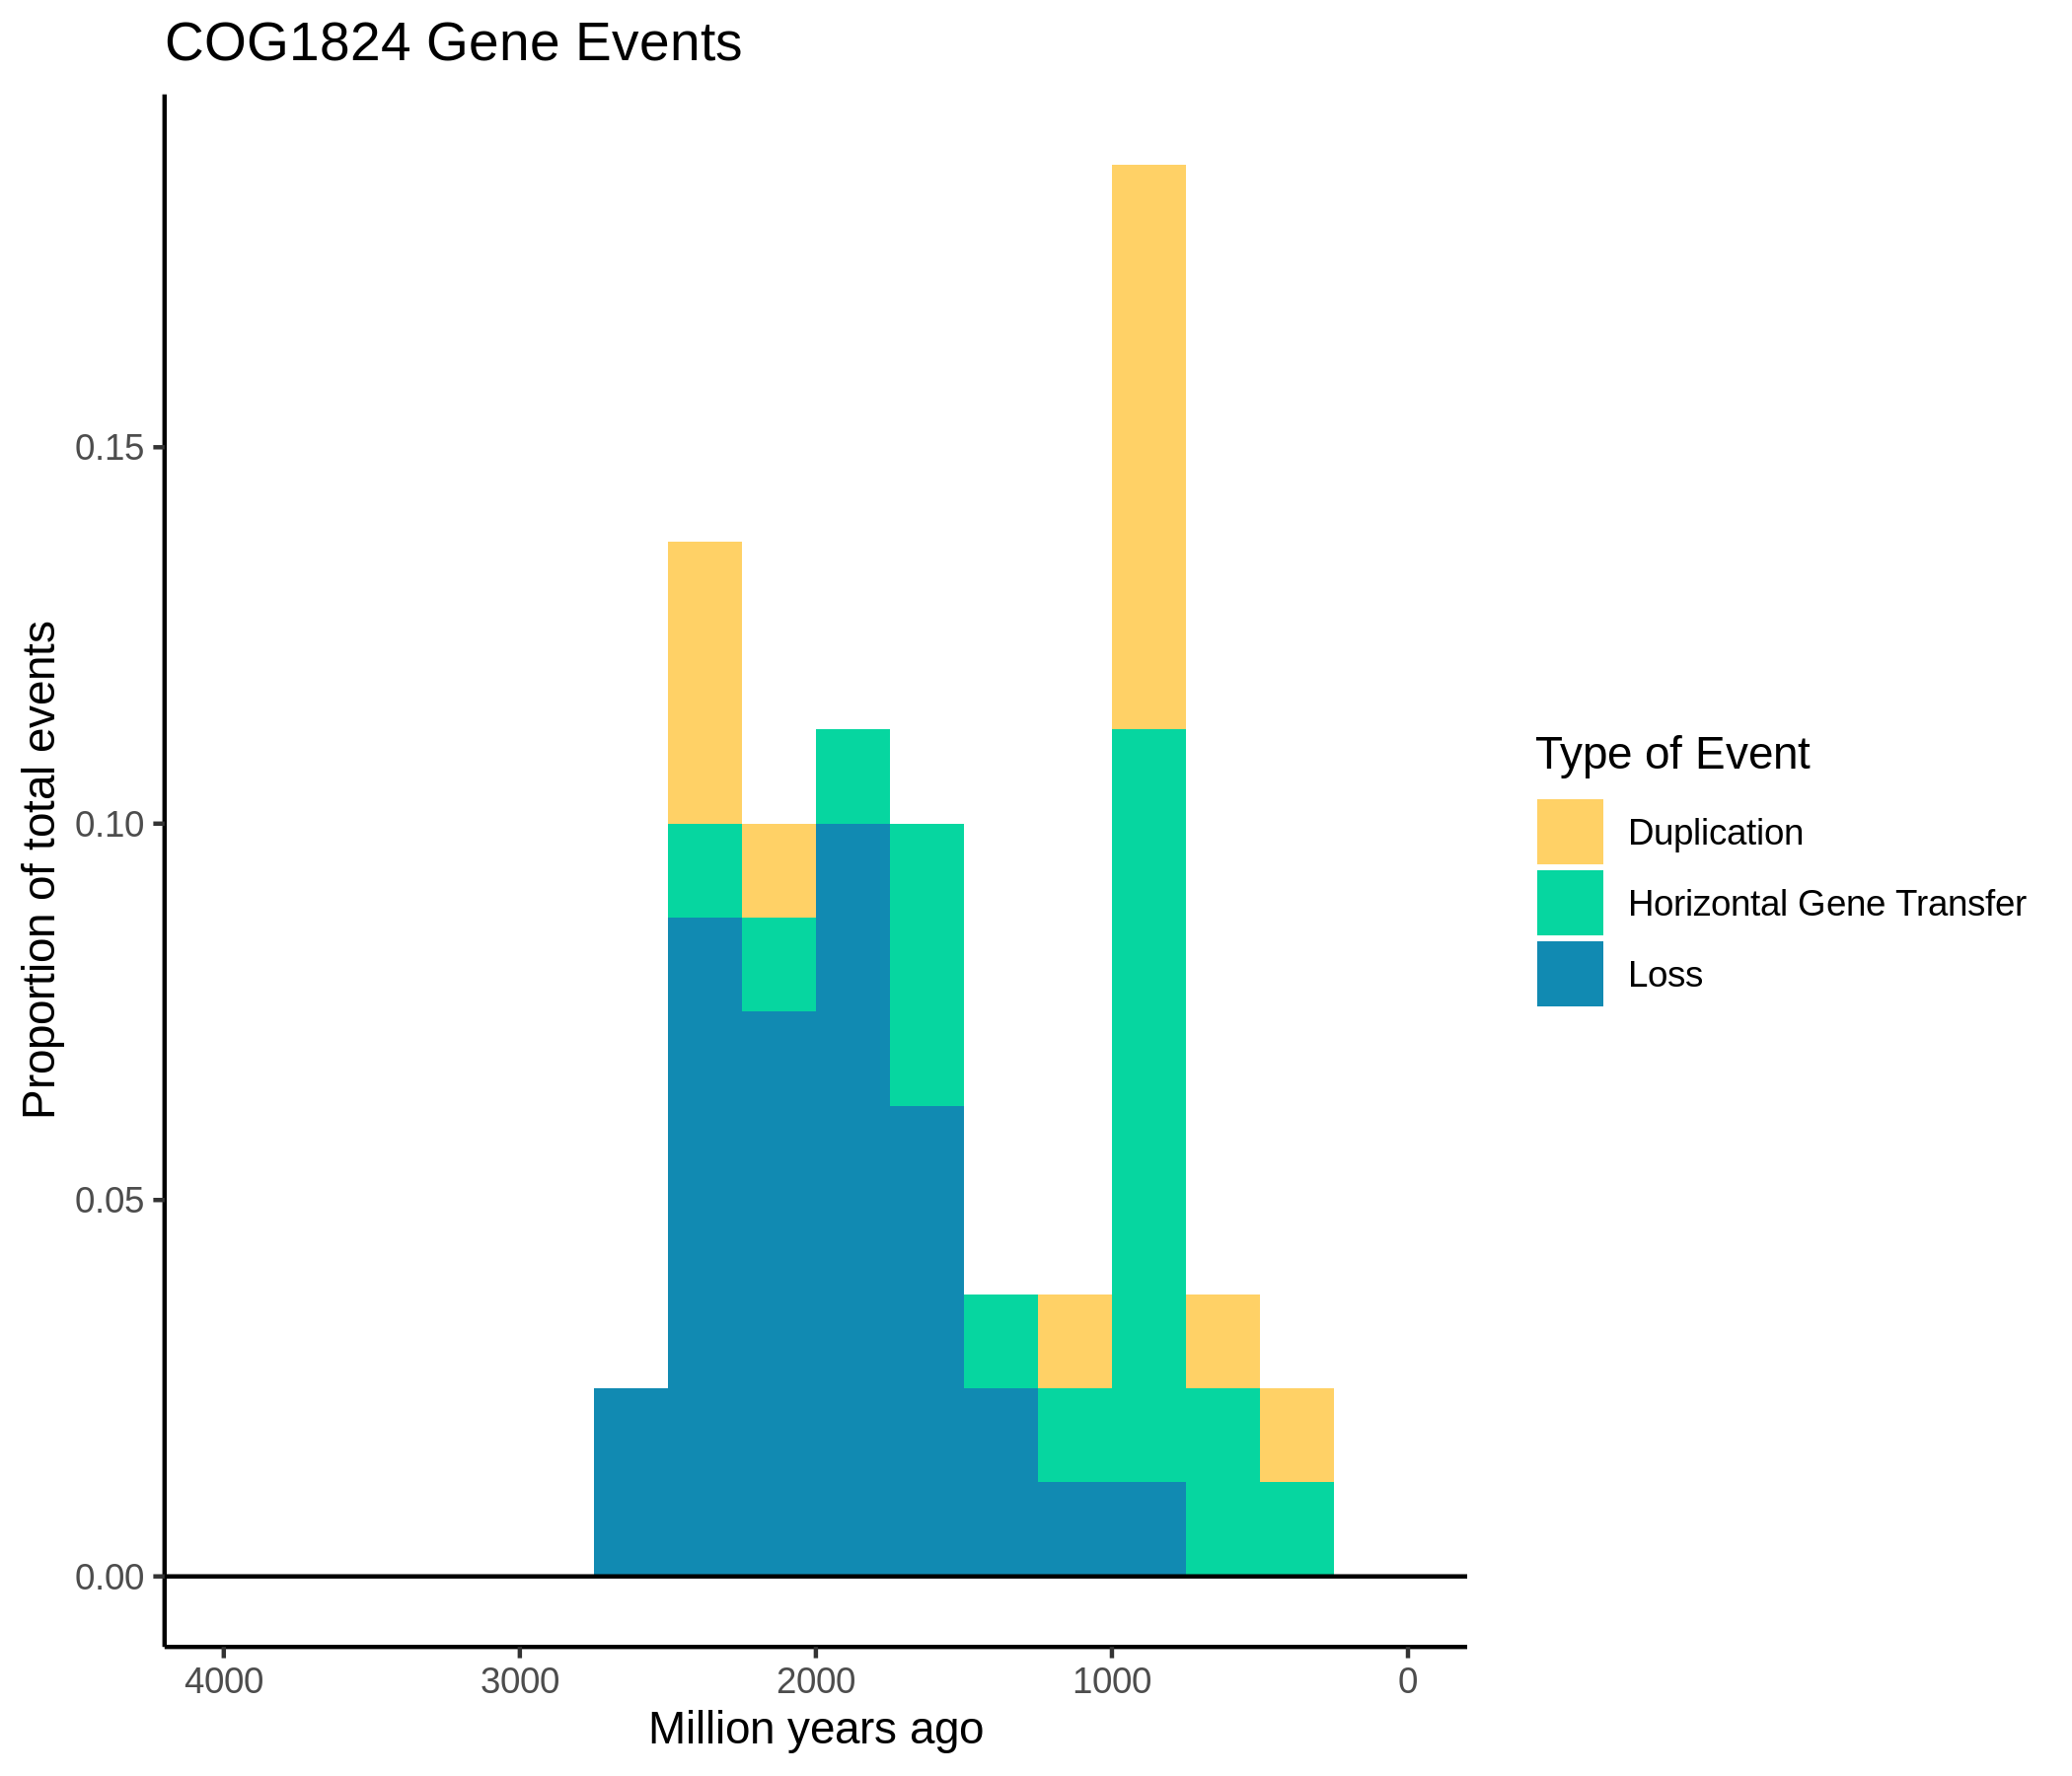 COG1824 Gene Events
Proportion of total events
0.15
0.10
0.05
0.00
4000 3000 2000 1000 0
Million years ago
Type of Event
Duplication
Horizontal Gene Transfer
Loss